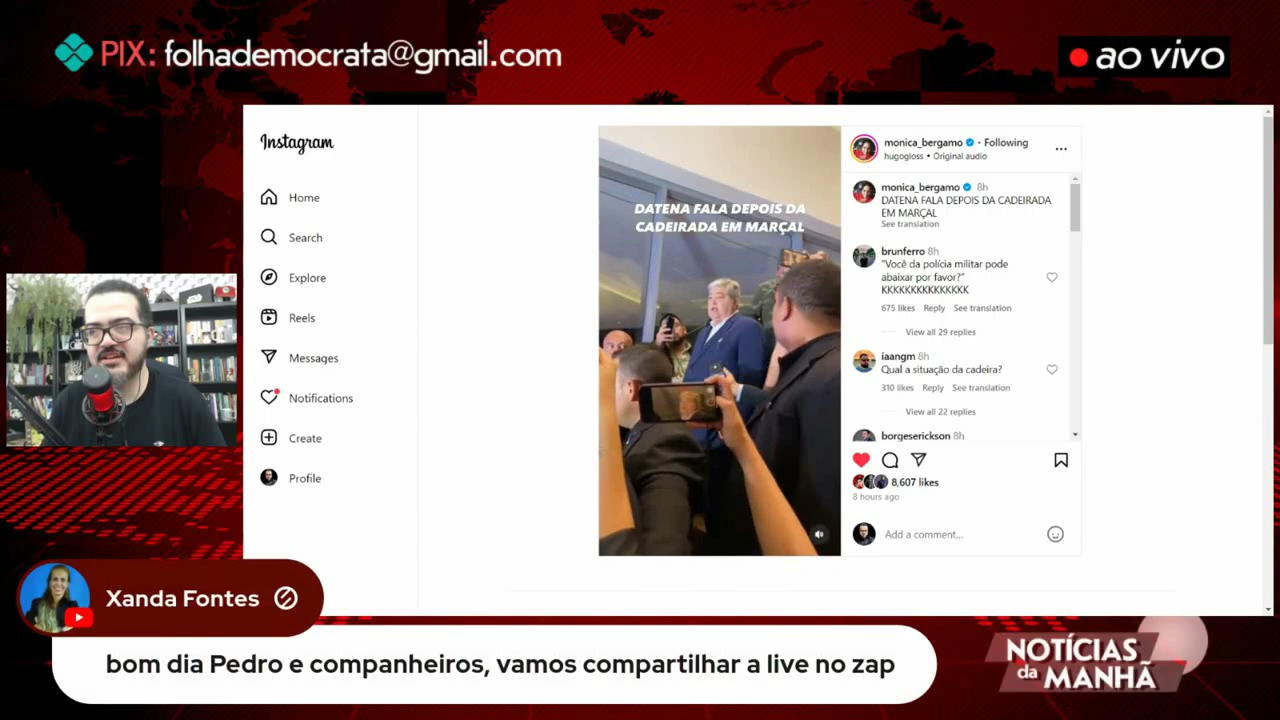 PIX: folhademocrata@gmail.com
ao vivo
Instagram
Home
Search
Explore
Reels
Messages
Notifications
Create
Profile
DATENA FALA DEPOIS DA
CADEIRADA EM MARÇAL
monica_bergamo • Following
hugogloss • Original audio
monica_bergamo 8h
DATENA FALA DEPOIS DA CADEIRADA
EM MARÇAL
See translation
brunferro 8h
"Você da polícia militar pode
abaixar por favor?"
KKKKKKKKKKKKKKK
675 likes Reply See translation
View all 29 replies
iaangm 8h
Qual a situação da cadeira?
310 likes Reply See translation
View all 22 replies
borgeserickson 8h
8,607 likes
8 hours ago
Add a comment...
Xanda Fontes
bom dia Pedro e companheiros, vamos compartilhar a live no zap
NOTÍCIAS
da MANHÃ